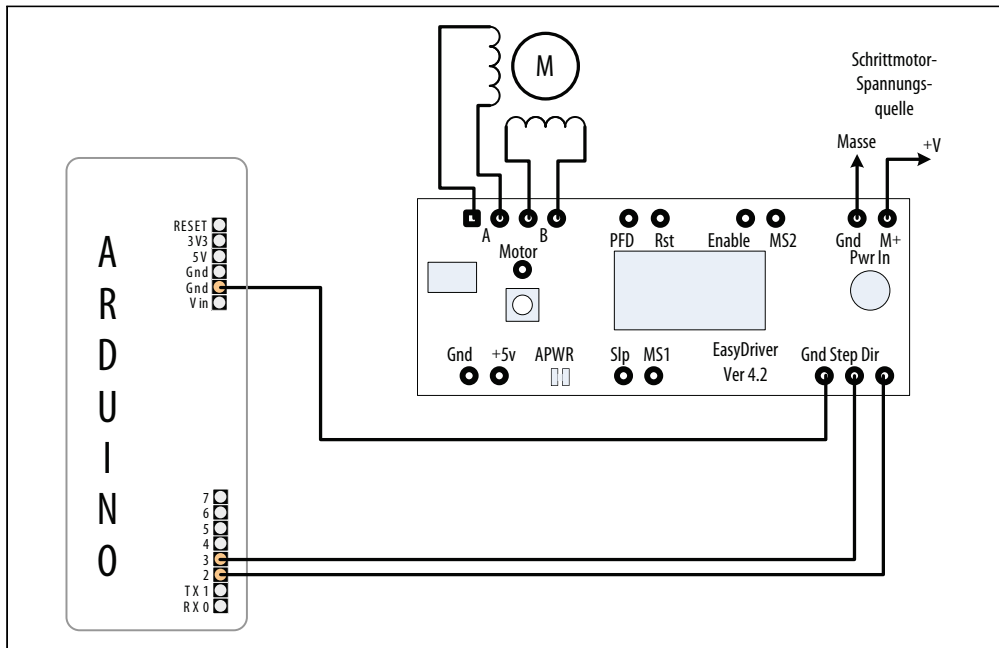 M
Schrittmotor-
Spannungs-
quelle
Masse
+V
A
B
Motor
PFD
Rst
Enable
MS2
Gnd
M+
Pwr In
Gnd
+5v
APWR
Slp
MS1
EasyDriver
Ver 4.2
Gnd Step Dir
ARDUINO
RESET
3V3
5V
Gnd
Gnd
Vin
7
6
5
4
3
2
TX 1
RX 0